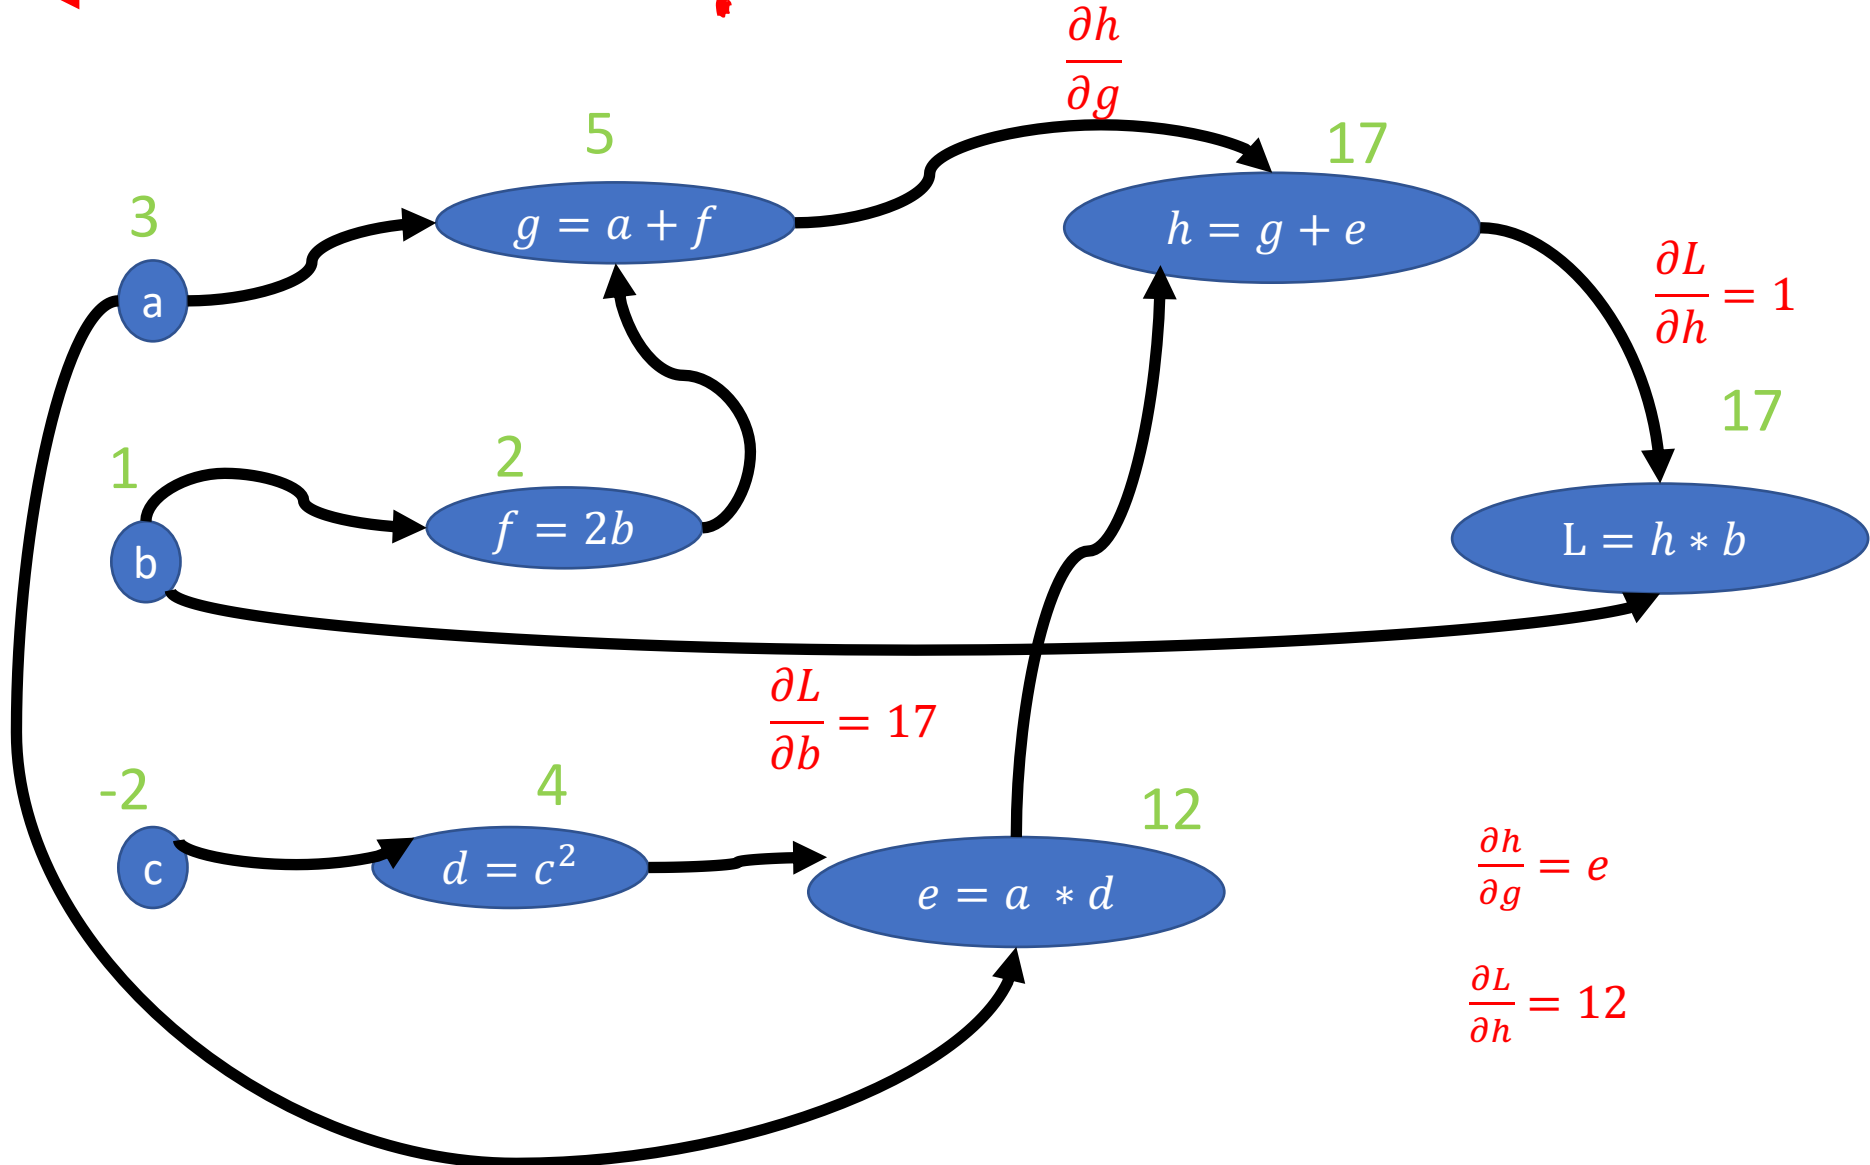 ∂h/∂g
5
17
3
g = a + f
h = g + e
a
∂L/∂h = 1
17
1
2
f = 2b
L = h ∗ b
b
∂L/∂b = 17
-2
4
12
c
d = c²
e = a ∗ d
∂h/∂g = e
∂L/∂h = 12